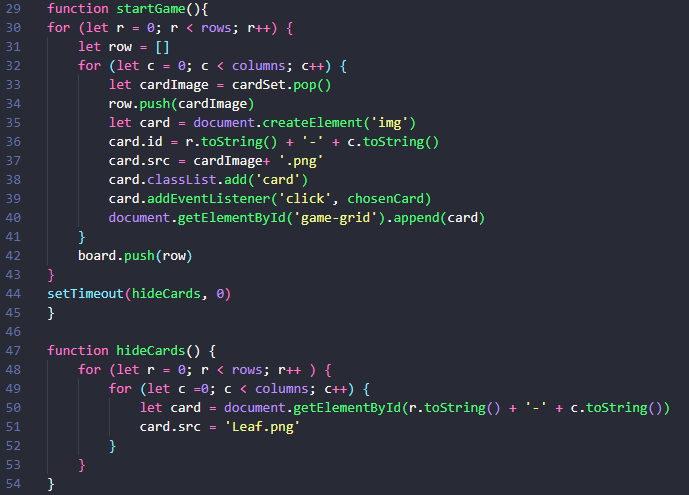 29 function startGame(){
30 for (let r = 0; r < rows; r++) {
31     let row = []
32     for (let c = 0; c < columns; c++) {
33         let cardImage = cardSet.pop()
34         row.push(cardImage)
35         let card = document.createElement('img')
36         card.id = r.toString() + '-' + c.toString()
37         card.src = cardImage+ '.png'
38         card.classList.add('card')
39         card.addEventListener('click', chosenCard)
40         document.getElementById('game-grid').append(card)
41     }
42     board.push(row)
43 }
44 setTimeout(hideCards, 0)
45 }
46
47 function hideCards() {
48     for (let r = 0; r < rows; r++ ) {
49         for (let c =0; c < columns; c++) {
50             let card = document.getElementById(r.toString() + '-' + c.toString())
51             card.src = 'Leaf.png'
52         }
53     }
54 }